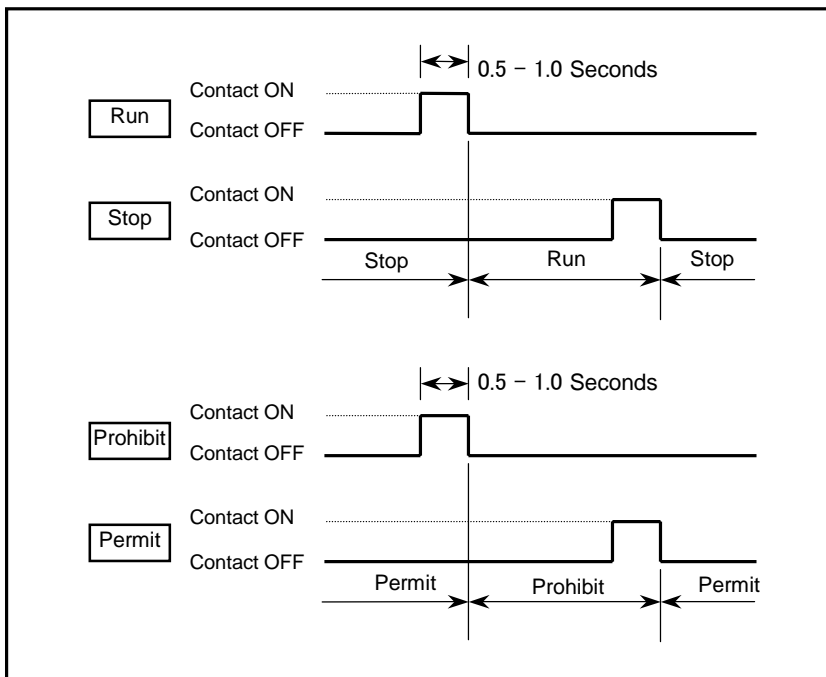 0.5 − 1.0 Seconds
Contact ON
Run
Contact OFF
Contact ON
Stop
Contact OFF
Stop Run Stop
0.5 − 1.0 Seconds
Contact ON
Prohibit
Contact OFF
Contact ON
Permit
Contact OFF
Permit Prohibit Permit